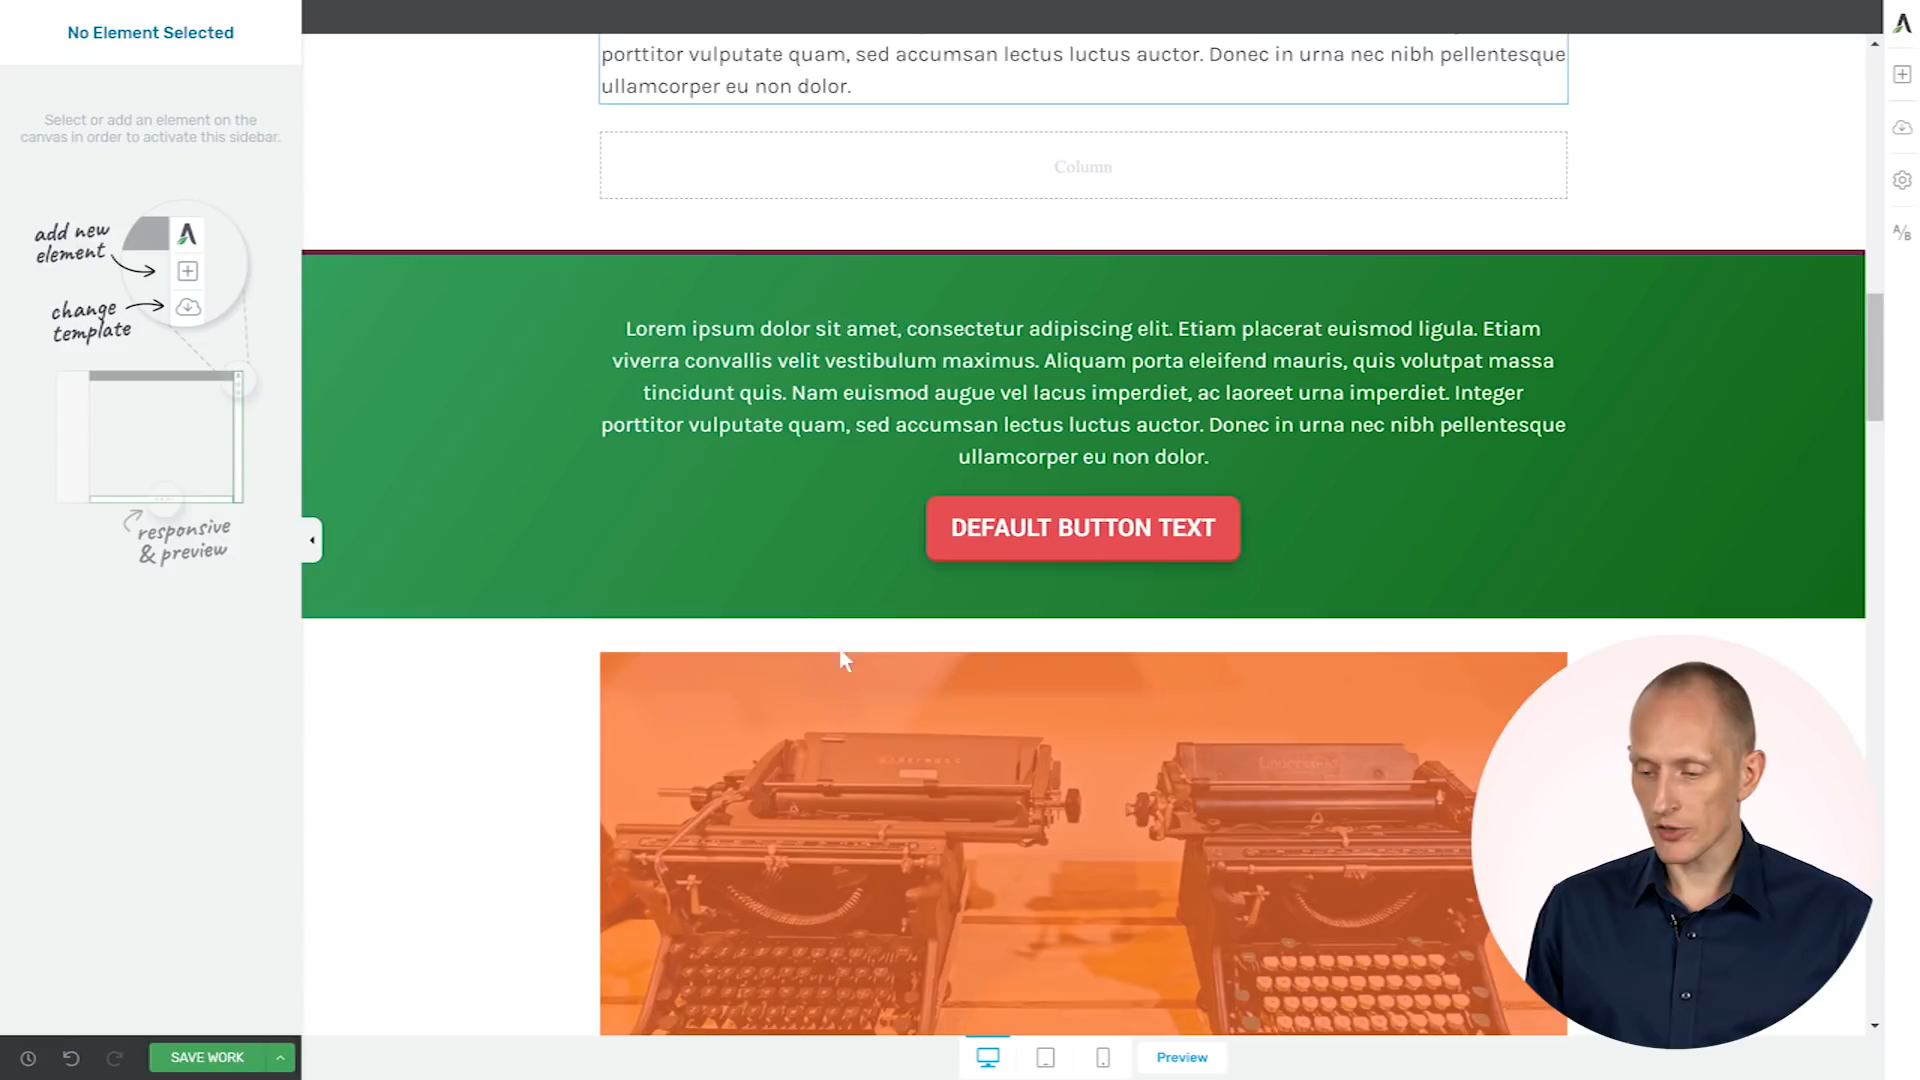 No Element Selected
Select or add an element on the
canvas in order to activate this sidebar.
add new
element
change
template
responsive
& preview
SAVE WORK
porttitor vulputate quam, sed accumsan lectus luctus auctor. Donec in urna nec nibh pellentesque
ullamcorper eu non dolor.
Column
Lorem ipsum dolor sit amet, consectetur adipiscing elit. Etiam placerat euismod ligula. Etiam
viverra convallis velit vestibulum maximus. Aliquam porta eleifend mauris, quis volutpat massa
tincidunt quis. Nam euismod augue vel lacus imperdiet, ac laoreet urna imperdiet. Integer
porttitor vulputate quam, sed accumsan lectus luctus auctor. Donec in urna nec nibh pellentesque
ullamcorper eu non dolor.
DEFAULT BUTTON TEXT
Preview
A/B